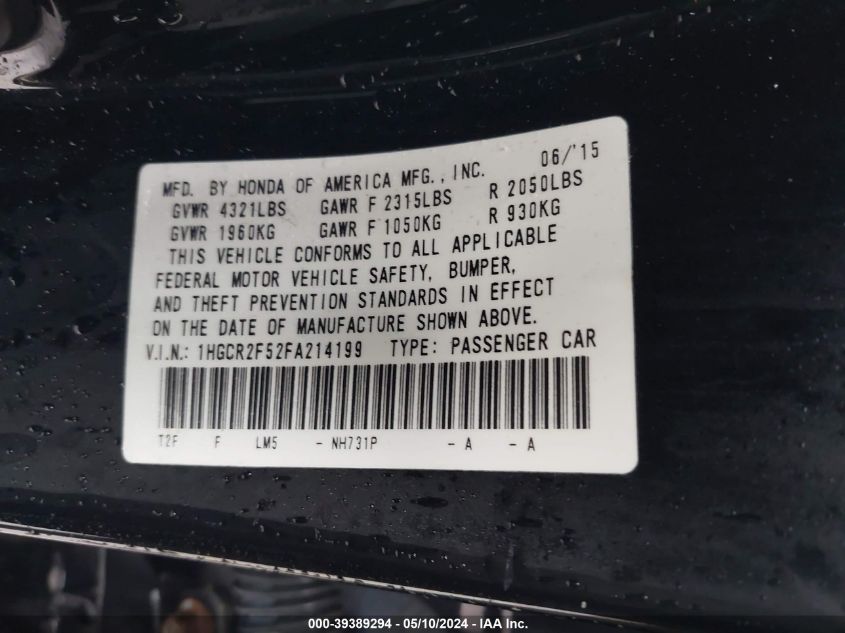 MFD. BY HONDA OF AMERICA MFG., INC. 06/'15
GVWR 4321LBS GAWR F 2315LBS R 2050LBS
GVWR 1960KG GAWR F 1050KG R 930KG
THIS VEHICLE CONFORMS TO ALL APPLICABLE
FEDERAL MOTOR VEHICLE SAFETY, BUMPER,
AND THEFT PREVENTION STANDARDS IN EFFECT
ON THE DATE OF MANUFACTURE SHOWN ABOVE.
V.I.N.: 1HGCR2F52FA214199 TYPE: PASSENGER CAR
T2F F LM5 - NH731P - A - A
000-39389294 - 05/10/2024 - IAA Inc.